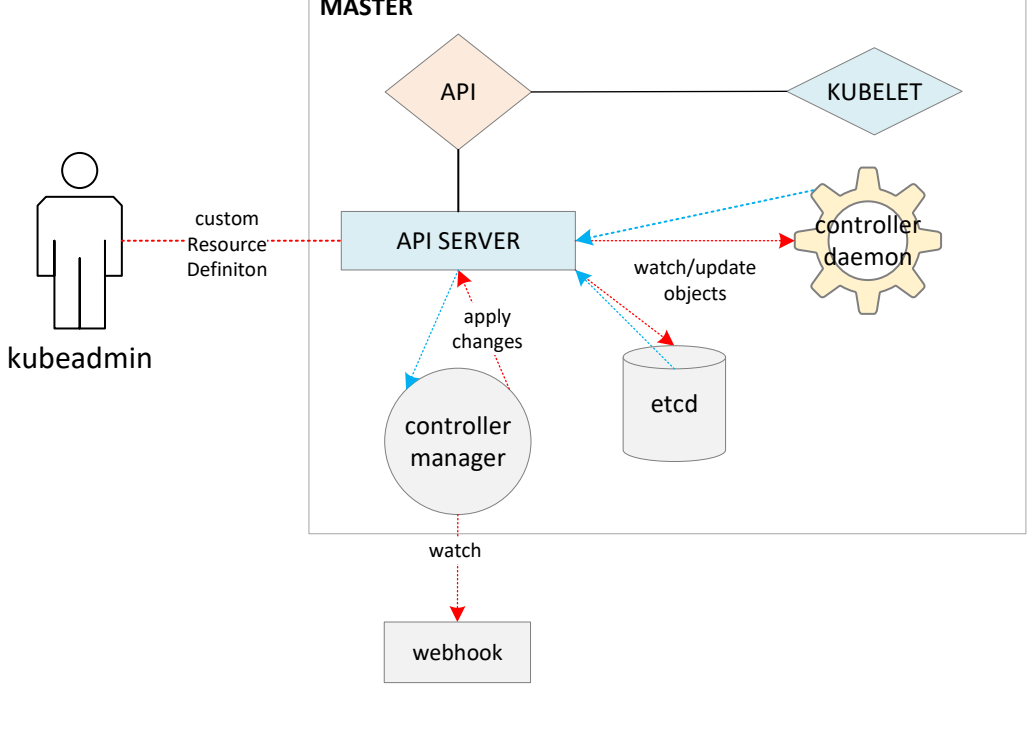 MASTER
API
KUBELET
custom
Resource
Definiton
API SERVER
controller
daemon
watch/update
objects
apply
changes
kubeadmin
etcd
controller
manager
watch
webhook